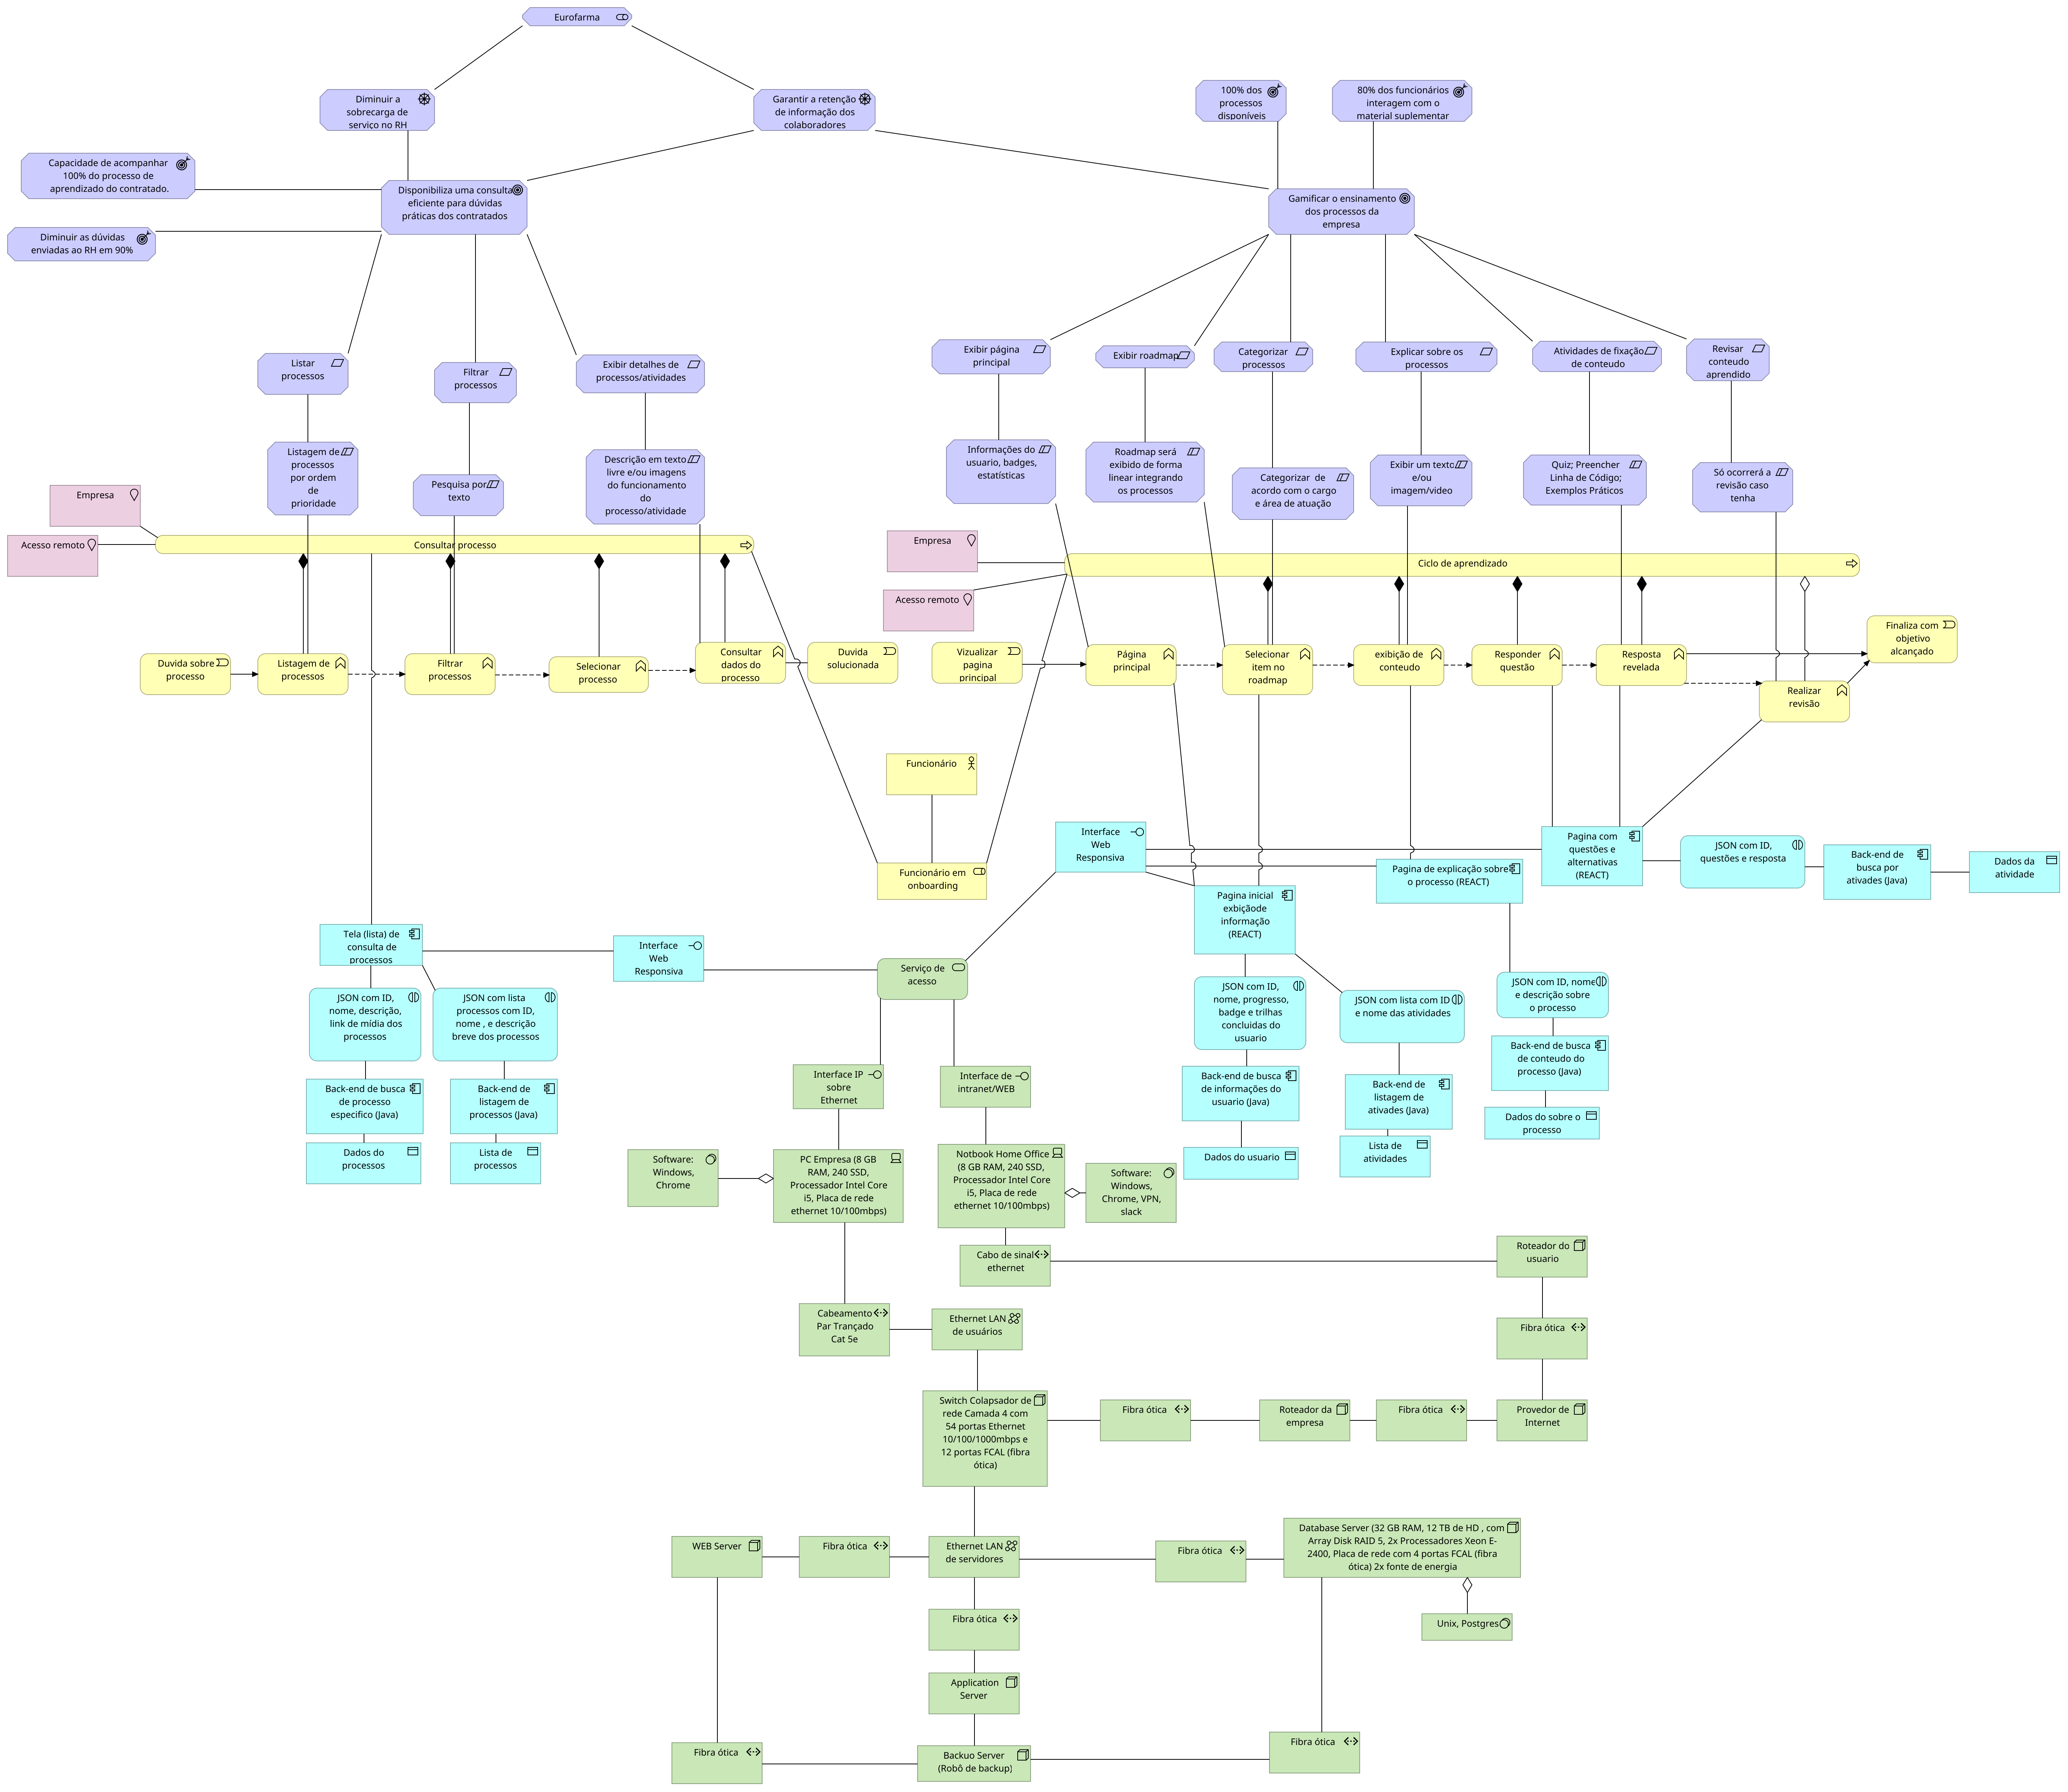 Eurofarma
Diminuir a
sobrecarga de
serviço no RH
Garantir a retenção
de informação dos
colaboradores
100% dos
processos
disponíveis
80% dos funcionários
interagem com o
material suplementar
Capacidade de acompanhar
100% do processo de
aprendizado do contratado.
Disponibiliza uma consulta
eficiente para dúvidas
práticas dos contratados
Gamificar o ensinamento
dos processos da
empresa
Diminuir as dúvidas
enviadas ao RH em 90%
Listar
processos
Filtrar
processos
Exibir detalhes de
processos/atividades
Exibir página
principal
Exibir roadmap
Categorizar
processos
Explicar sobre os
processos
Atividades de fixação
de conteudo
Revisar
conteudo
aprendido
Listagem de
processos
por ordem
de
prioridade
Pesquisa por
texto
Descrição em texto
livre e/ou imagens
do funcionamento
do
processo/atividade
Informações do
usuario, badges,
estatísticas
Roadmap será
exibido de forma
linear integrando
os processos
Categorizar de
acordo com o cargo
e área de atuação
Exibir um texto
e/ou
imagem/video
Quiz; Preencher
Linha de Código;
Exemplos Práticos
Só ocorrerá a
revisão caso
tenha
Empresa
Acesso remoto
Consultar processo
Empresa
Acesso remoto
Ciclo de aprendizado
Duvida sobre
processo
Listagem de
processos
Filtrar
processos
Selecionar
processo
Consultar
dados do
processo
Duvida
solucionada
Vizualizar
pagina
principal
Página
principal
Selecionar
item no
roadmap
exibição de
conteudo
Responder
questão
Resposta
revelada
Finaliza com
objetivo
alcançado
Realizar
revisão
Funcionário
Funcionário em
onboarding
Interface
Web
Responsiva
Pagina de explicação sobre
o processo (REACT)
Pagina com
questões e
alternativas
(REACT)
JSON com ID,
questões e resposta
Back-end de
busca por
ativades (Java)
Dados da
atividade
Pagina inicial
exbiçãode
informação
(REACT)
Tela (lista) de
consulta de
processos
Interface
Web
Responsiva
Serviço de
acesso
JSON com ID,
nome, descrição,
link de mídia dos
processos
JSON com lista
processos com ID,
nome , e descrição
breve dos processos
JSON com ID,
nome, progresso,
badge e trilhas
concluidas do
usuario
JSON com lista com ID
e nome das atividades
JSON com ID, nome
e descrição sobre
o processo
Back-end de busca
de processo
especifico (Java)
Back-end de
listagem de
processos (Java)
Interface IP
sobre
Ethernet
Interface de
intranet/WEB
Back-end de busca
de informações do
usuario (Java)
Back-end de
listagem de
ativades (Java)
Back-end de busca
de conteudo do
processo (Java)
Dados do
processos
Lista de
processos
Dados do usuario
Lista de
atividades
Dados do sobre o
processo
Software:
Windows,
Chrome
PC Empresa (8 GB
RAM, 240 SSD,
Processador Intel Core
i5, Placa de rede
ethernet 10/100mbps)
Notbook Home Office
(8 GB RAM, 240 SSD,
Processador Intel Core
i5, Placa de rede
ethernet 10/100mbps)
Software:
Windows,
Chrome, VPN,
slack
Cabo de sinal
ethernet
Roteador do
usuario
Cabeamento
Par Trançado
Cat 5e
Ethernet LAN
de usuários
Fibra ótica
Switch Colapsador de
rede Camada 4 com
54 portas Ethernet
10/100/1000mbps e
12 portas FCAL (fibra
ótica)
Fibra ótica
Roteador da
empresa
Fibra ótica
Provedor de
Internet
WEB Server
Fibra ótica
Ethernet LAN
de servidores
Fibra ótica
Database Server (32 GB RAM, 12 TB de HD , com
Array Disk RAID 5, 2x Processadores Xeon E-
2400, Placa de rede com 4 portas FCAL (fibra
ótica) 2x fonte de energia
Fibra ótica
Unix, Postgres
Application
Server
Fibra ótica
Backuo Server
(Robô de backup)
Fibra ótica